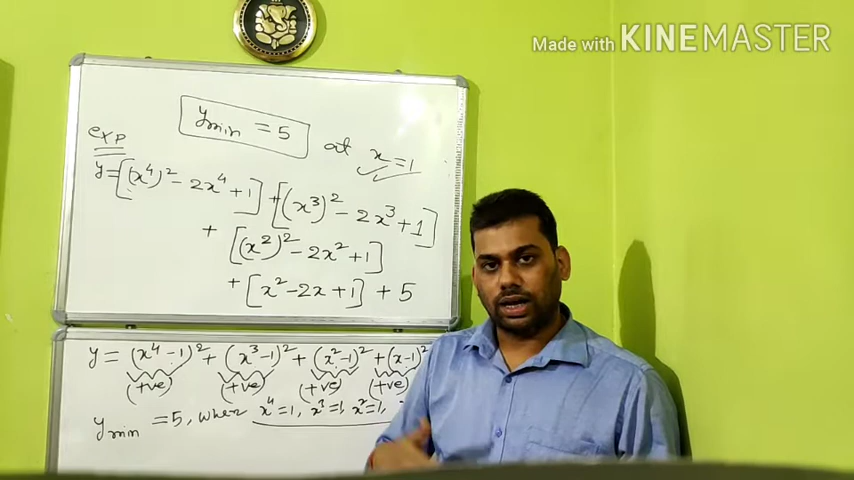 Made with KINEMASTER
y_min = 5 at x = 1
exp
y = [(x⁴)² - 2x⁴ + 1] + [(x³)² - 2x³ + 1]
+ [(x²)² - 2x² + 1]
+ [x² - 2x + 1] + 5
y = (x⁴-1)² + (x³-1)² + (x²-1)² + (x-1)²
(+ve) (+ve) (+ve) (+ve)
y_min = 5, when x⁴=1, x³=1, x²=1,